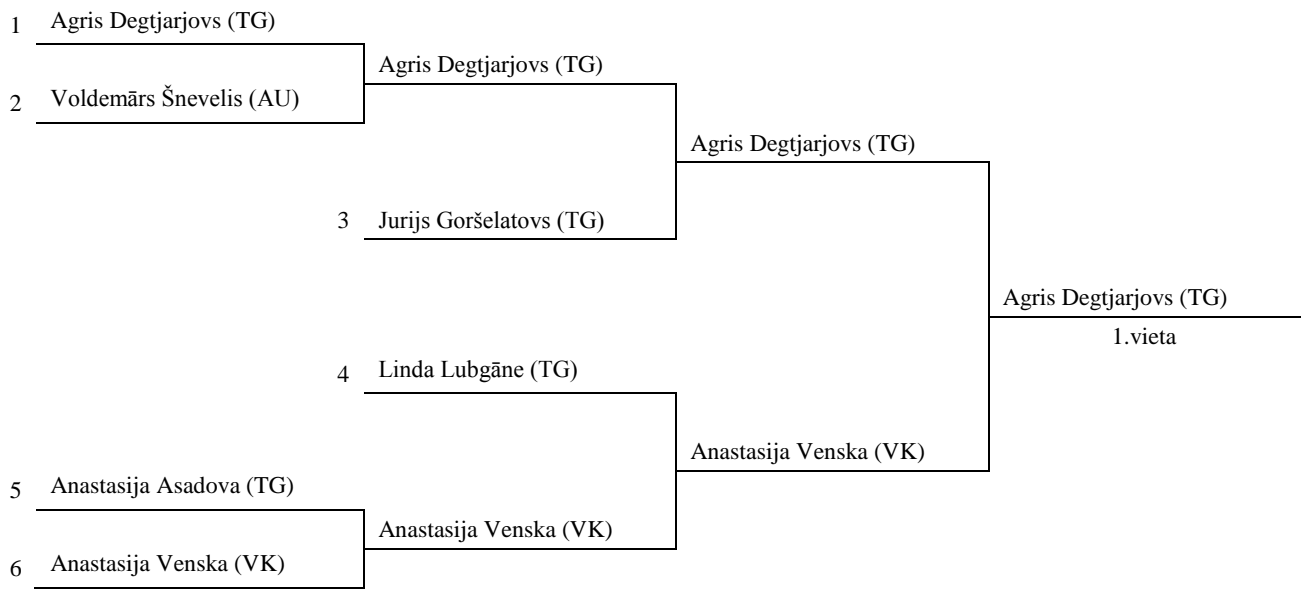 1 Agris Degtjarjovs (TG)
Agris Degtjarjovs (TG)
2 Voldemārs Šnevelis (AU)
Agris Degtjarjovs (TG)
3 Jurijs Goršelatovs (TG)
Agris Degtjarjovs (TG)
1.vieta
4 Linda Lubgāne (TG)
Anastasija Venska (VK)
5 Anastasija Asadova (TG)
Anastasija Venska (VK)
6 Anastasija Venska (VK)